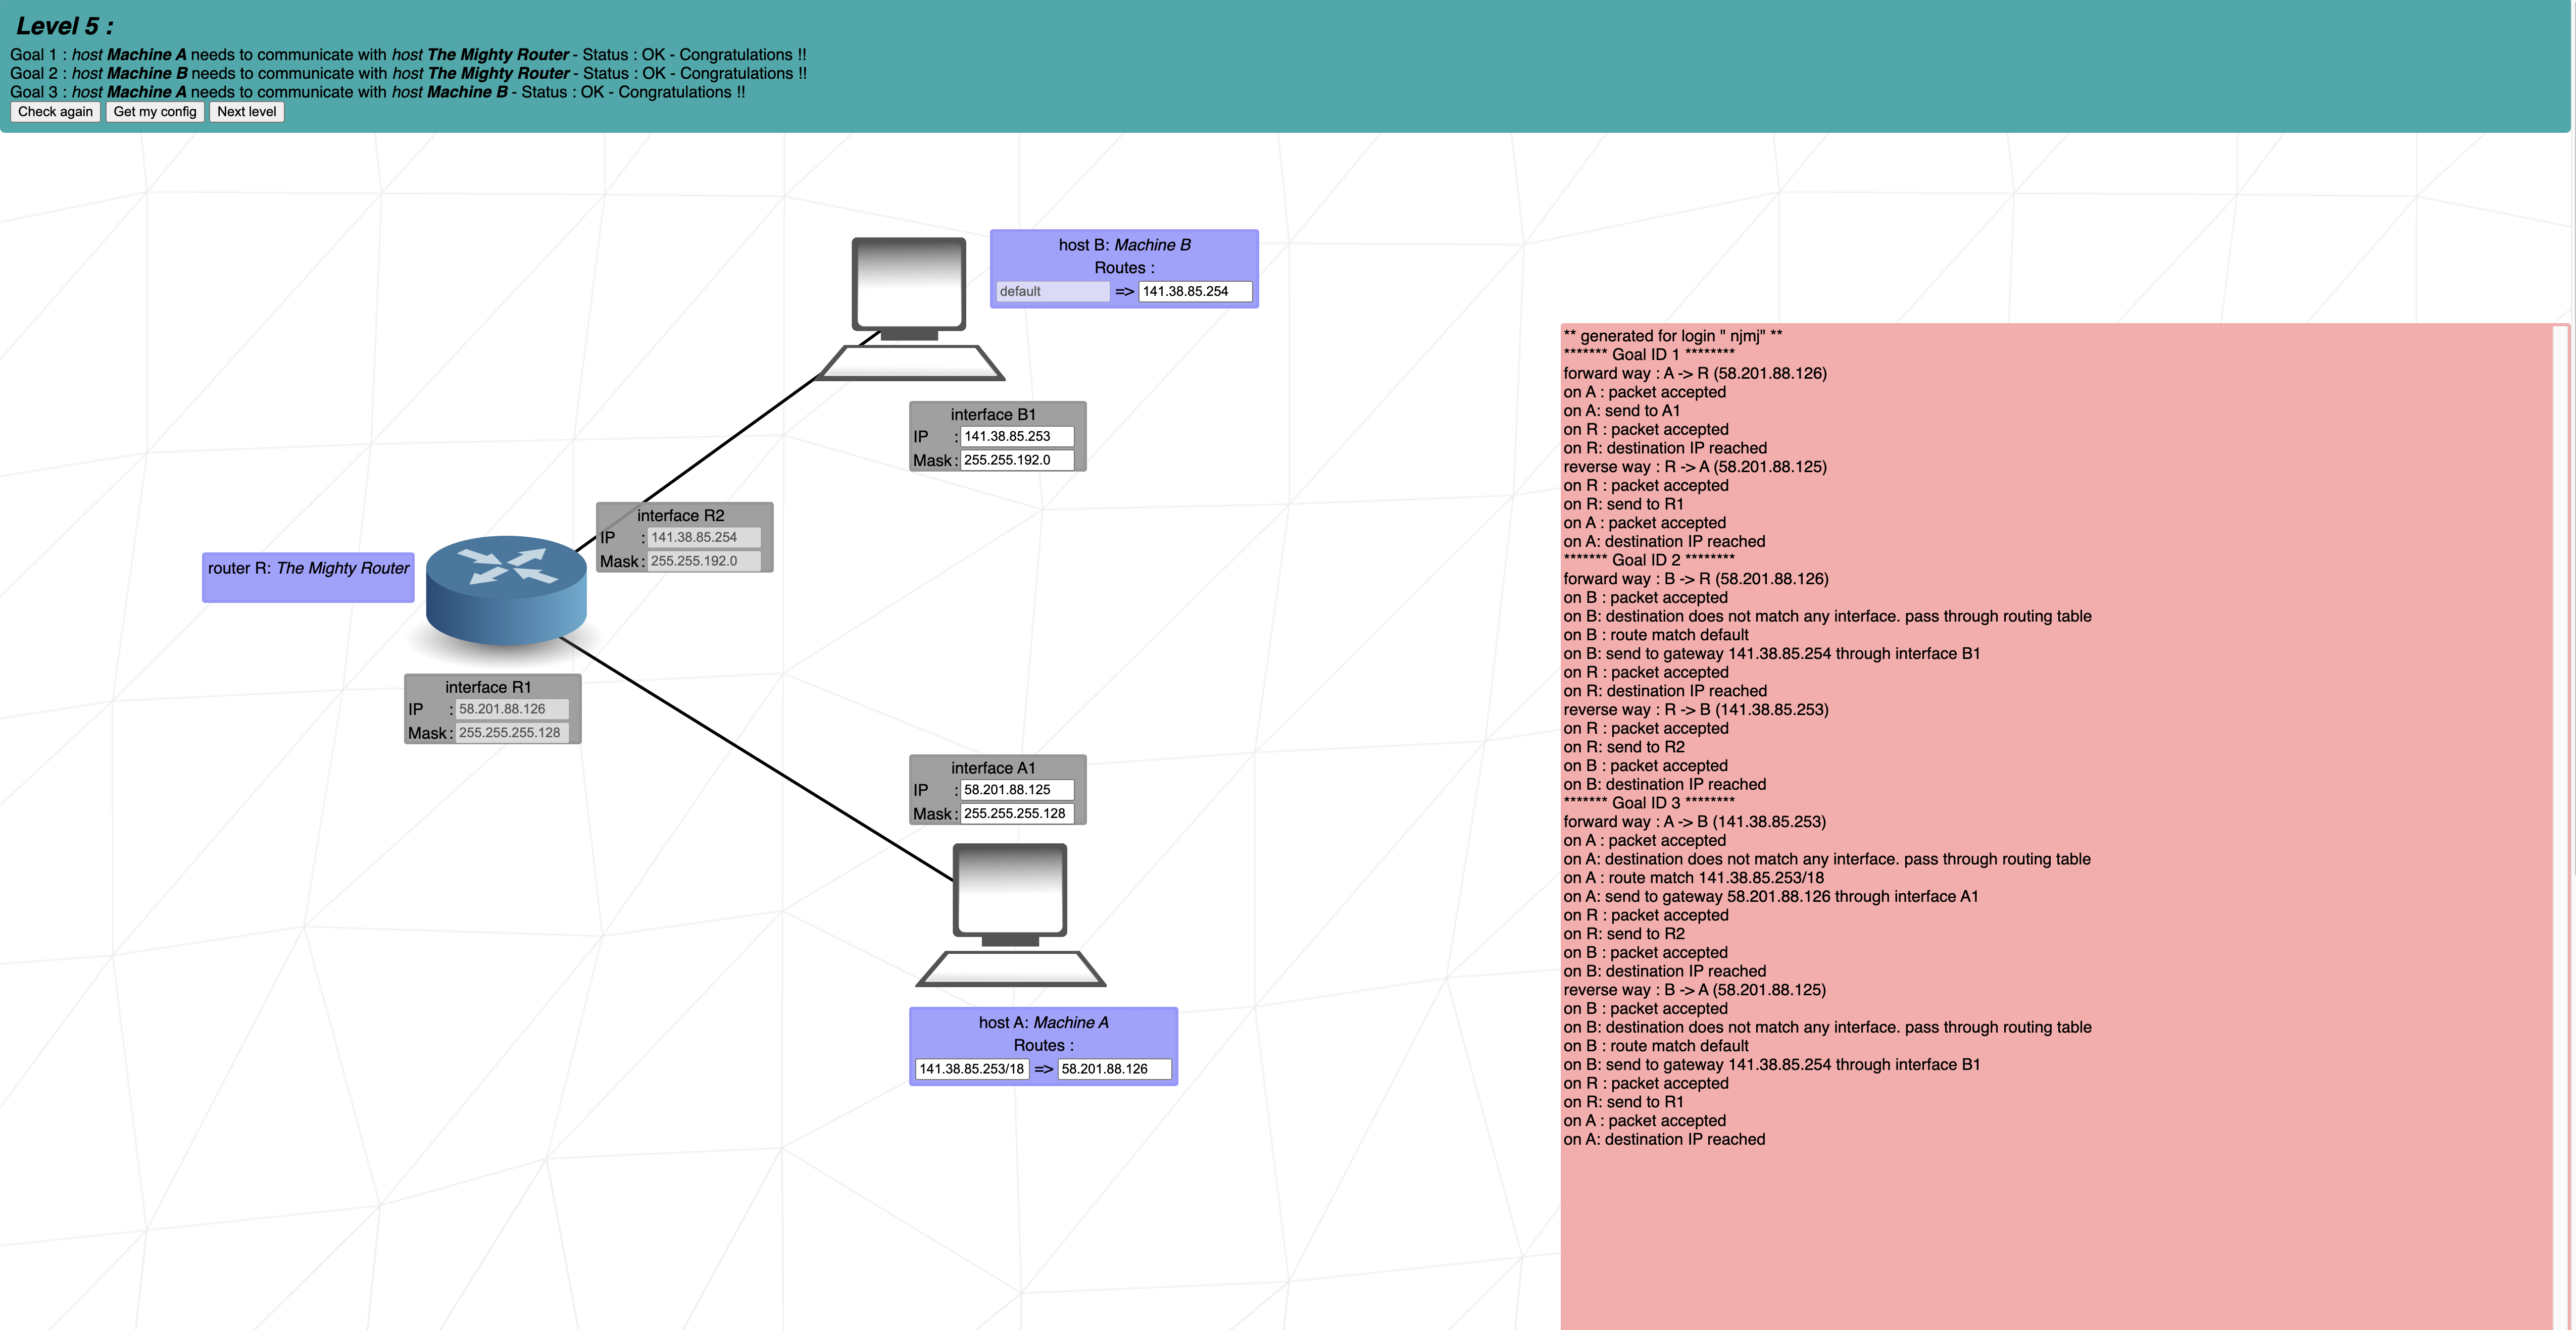 Level 5 :
Goal 1 : host Machine A needs to communicate with host The Mighty Router - Status : OK - Congratulations !!
Goal 2 : host Machine B needs to communicate with host The Mighty Router - Status : OK - Congratulations !!
Goal 3 : host Machine A needs to communicate with host Machine B - Status : OK - Congratulations !!
Check again Get my config Next level
host B: Machine B
Routes :
default => 141.38.85.254
interface B1
IP : 141.38.85.253
Mask : 255.255.192.0
interface R2
IP : 141.38.85.254
Mask : 255.255.192.0
router R: The Mighty Router
interface R1
IP : 58.201.88.126
Mask : 255.255.255.128
interface A1
IP : 58.201.88.125
Mask : 255.255.255.128
host A: Machine A
Routes :
141.38.85.253/18 => 58.201.88.126
** generated for login " njmj" **
******* Goal ID 1 ********
forward way : A -> R (58.201.88.126)
on A : packet accepted
on A: send to A1
on R : packet accepted
on R: destination IP reached
reverse way : R -> A (58.201.88.125)
on R : packet accepted
on R: send to R1
on A : packet accepted
on A: destination IP reached
******* Goal ID 2 ********
forward way : B -> R (58.201.88.126)
on B : packet accepted
on B: destination does not match any interface. pass through routing table
on B : route match default
on B: send to gateway 141.38.85.254 through interface B1
on R : packet accepted
on R: destination IP reached
reverse way : R -> B (141.38.85.253)
on R : packet accepted
on R: send to R2
on B : packet accepted
on B: destination IP reached
******* Goal ID 3 ********
forward way : A -> B (141.38.85.253)
on A : packet accepted
on A: destination does not match any interface. pass through routing table
on A : route match 141.38.85.253/18
on A: send to gateway 58.201.88.126 through interface A1
on R : packet accepted
on R: send to R2
on B : packet accepted
on B: destination IP reached
reverse way : B -> A (58.201.88.125)
on B : packet accepted
on B: destination does not match any interface. pass through routing table
on B : route match default
on B: send to gateway 141.38.85.254 through interface B1
on R : packet accepted
on R: send to R1
on A : packet accepted
on A: destination IP reached